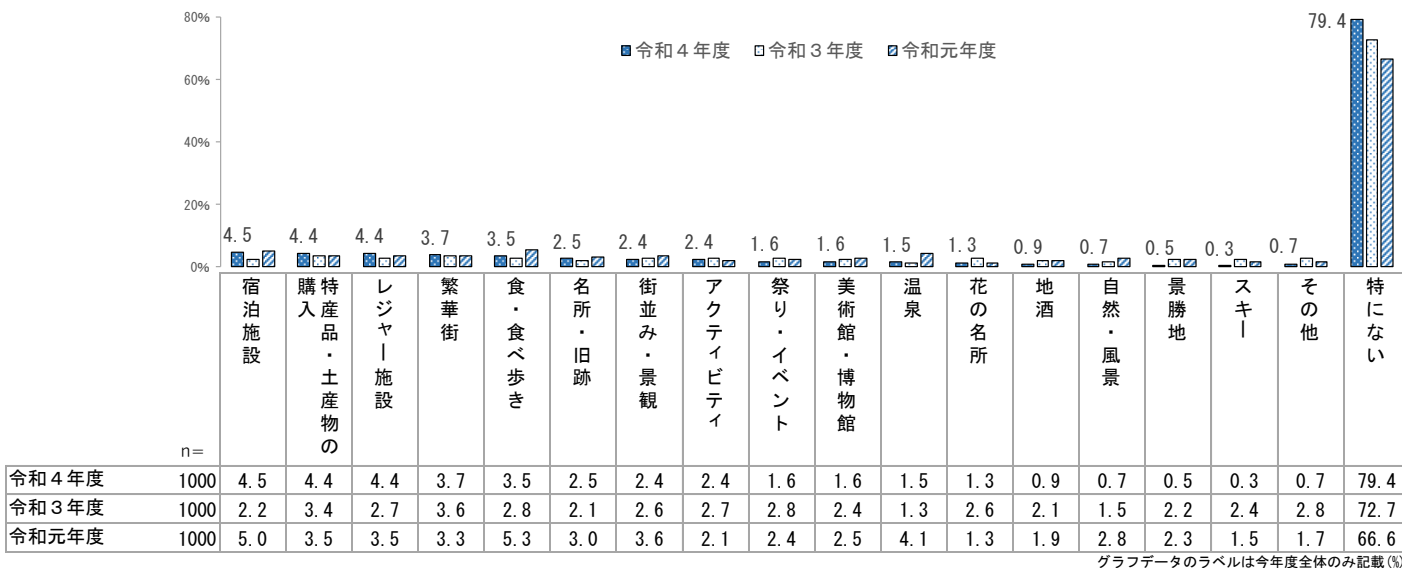 80%
60%
40%
20%
0%
令和４年度 令和３年度 令和元年度
4.5 4.4 4.4 3.7 3.5 2.5 2.4 2.4 1.6 1.6 1.5 1.3 0.9 0.7 0.5 0.3 0.7 79.4
宿泊施設
特産品・土産物の
購入
レジャー施設
繁華街
食・食べ歩き
名所・旧跡
街並み・景観
アクティビティ
祭り・イベント
美術館・博物館
温泉
花の名所
地酒
自然・風景
景勝地
スキー
その他
特にない
n=
令和４年度 1000 4.5 4.4 4.4 3.7 3.5 2.5 2.4 2.4 1.6 1.6 1.5 1.3 0.9 0.7 0.5 0.3 0.7 79.4
令和３年度 1000 2.2 3.4 2.7 3.6 2.8 2.1 2.6 2.7 2.8 2.4 1.3 2.6 2.1 1.5 2.2 2.4 2.8 72.7
令和元年度 1000 5.0 3.5 3.5 3.3 5.3 3.0 3.6 2.1 2.4 2.5 4.1 1.3 1.9 2.8 2.3 1.5 1.7 66.6
グラフデータのラベルは今年度全体のみ記載(%)